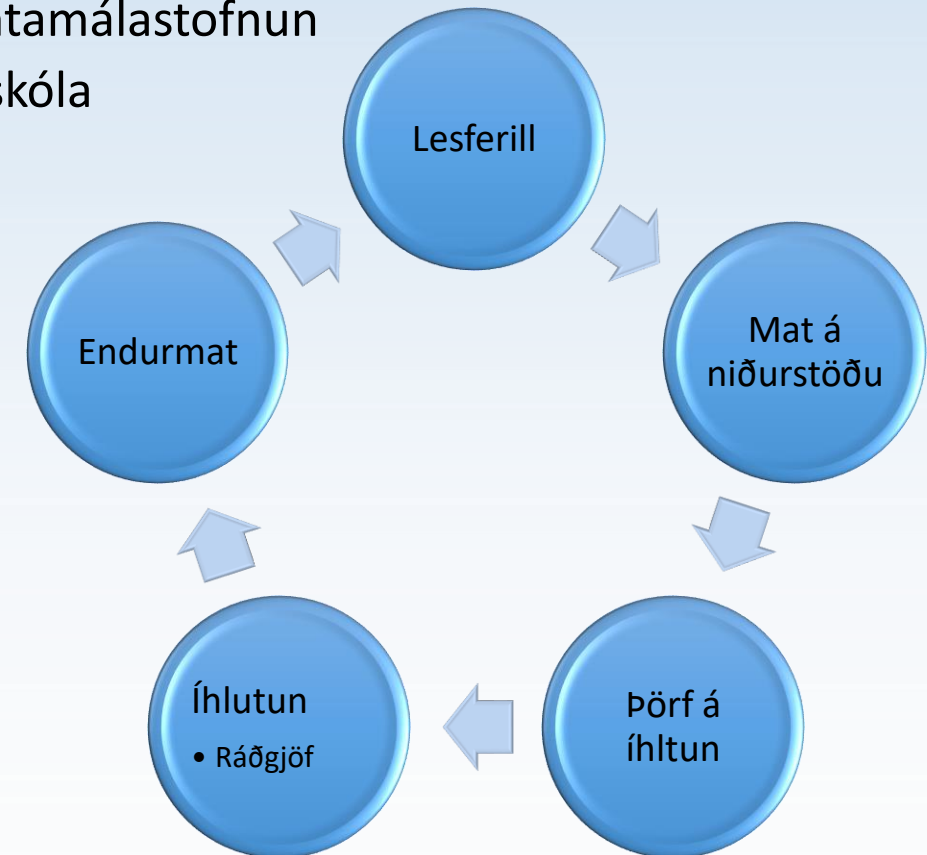 tamálastofnun
skóla
Lesferill
Mat á
niðurstöðu
Þörf á
íhltun
Íhlutun
• Ráðgjöf
Endurmat